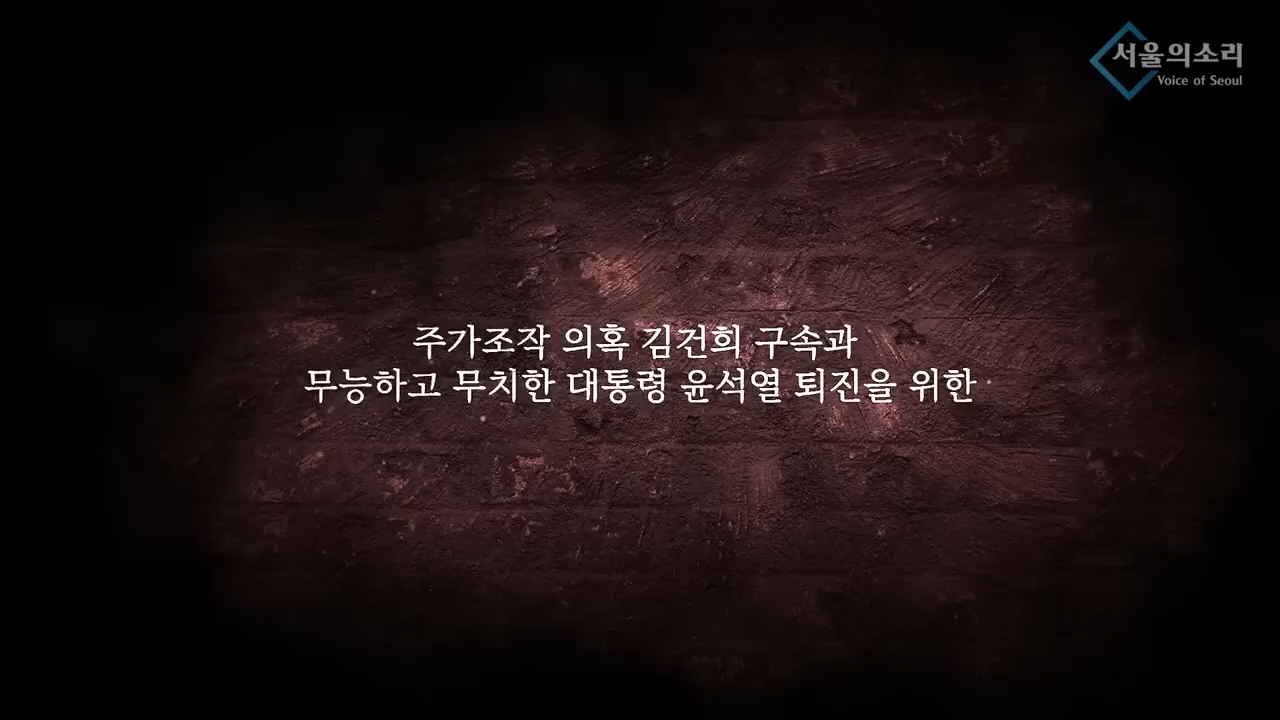 서울의소리
Voice of Seoul
주가조작 의혹 김건희 구속과
무능하고 무치한 대통령 윤석열 퇴진을 위한